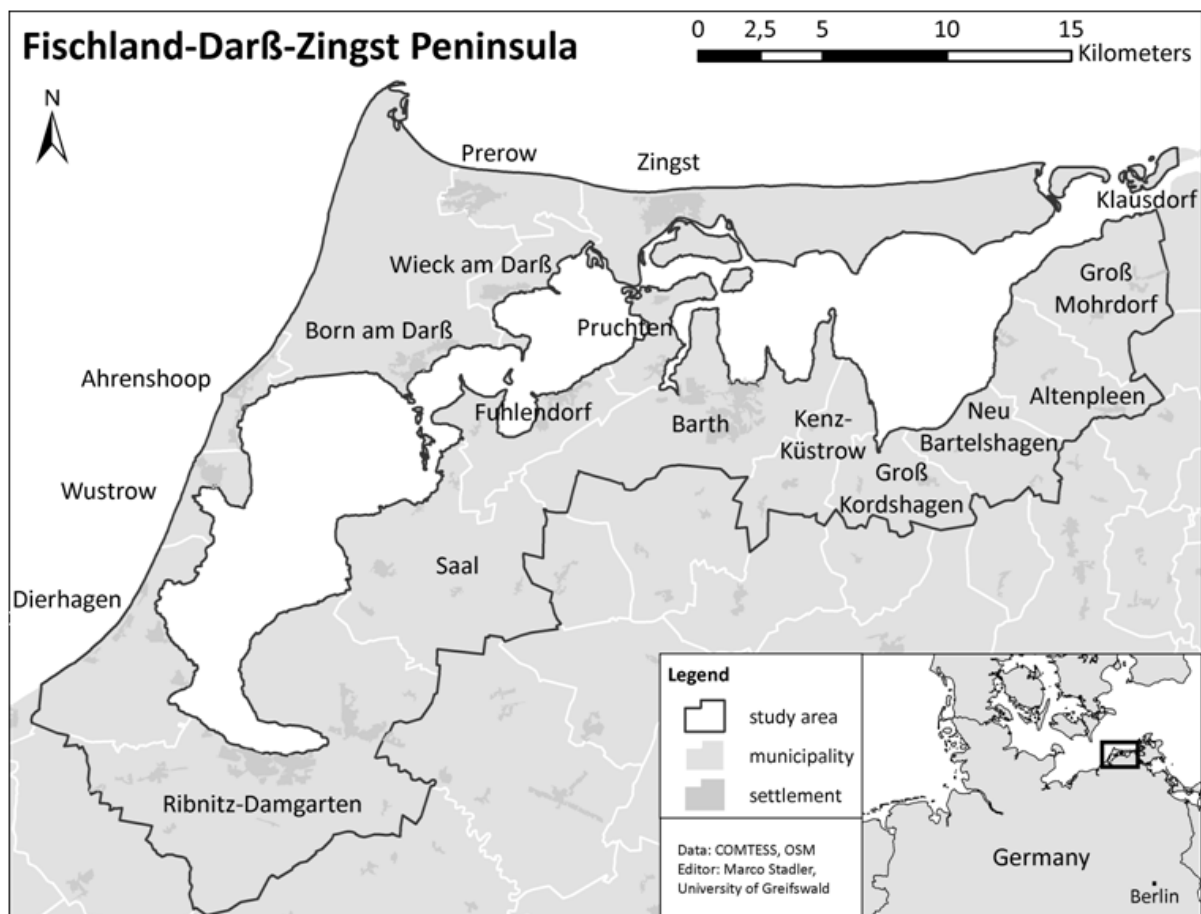 Fischland-Darß-Zingst Peninsula
0 2,5 5 10 15
Kilometers
N
Prerow
Zingst
Klausdorf
Wieck am Darß
Groß
Mohrdorf
Born am Darß
Pruchten
Ahrenshoop
Fuhlendorf
Barth
Kenz-
Küstrow
Neu
Bartelshagen
Altenpleen
Groß
Kordshagen
Wustrow
Saal
Dierhagen
Ribnitz-Damgarten
Legend
study area
municipality
settlement
Data: COMTESS, OSM
Editor: Marco Stadler,
University of Greifswald
Germany
Berlin